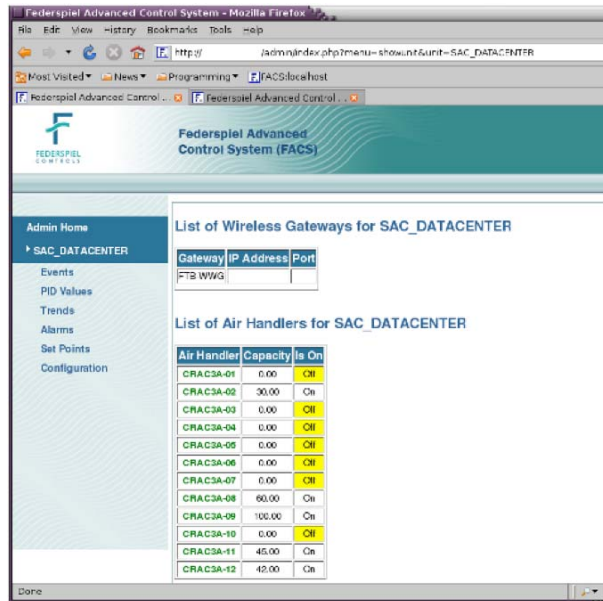 Federspiel Advanced Control System - Mozilla Firefox
File Edit View History Bookmarks Tools Help
http:// /admin/index.php?menu=showunit&unit=SAC_DATACENTER
Most Visited News Programming FACS:localhost
Federspiel Advanced Control ... Federspiel Advanced Control ...
FEDERSPIEL
CONTROLS
Federspiel Advanced
Control System (FACS)
Admin Home
SAC_DATACENTER
Events
PID Values
Trends
Alarms
Set Points
Configuration
List of Wireless Gateways for SAC_DATACENTER
Gateway IP Address Port
FTB WWG
List of Air Handlers for SAC_DATACENTER
Air Handler Capacity Is On
CRAC3A-01 0.00 Off
CRAC3A-02 30.00 On
CRAC3A-03 0.00 Off
CRAC3A-04 0.00 Off
CRAC3A-05 0.00 Off
CRAC3A-06 0.00 Off
CRAC3A-07 0.00 Off
CRAC3A-08 60.00 On
CRAC3A-09 100.00 On
CRAC3A-10 0.00 Off
CRAC3A-11 45.00 On
CRAC3A-12 42.00 On
Done